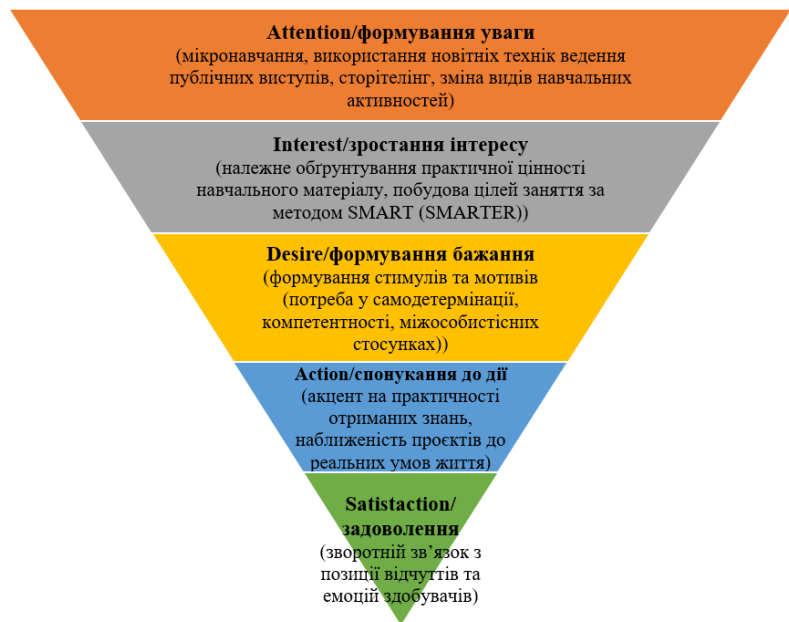 Attention/формування уваги
(мікронавчання, використання новітніх технік ведення
публічних виступів, сторітелінг, зміна видів навчальних
активностей)
Interest/зростання інтересу
(належне обґрунтування практичної цінності
навчального матеріалу, побудова цілей заняття за
методом SMART (SMARTER))
Desire/формування бажання
(формування стимулів та мотивів
(потреба у самодетермінації,
компетентності, міжособистісних
стосунках))
Action/спонукання до дії
(акцент на практичності
отриманих знань,
наближеність проєктів до
реальних умов життя)
Satistaction/
задоволення
(зворотній зв’язок з
позиції відчуттів та
емоцій здобувачів)